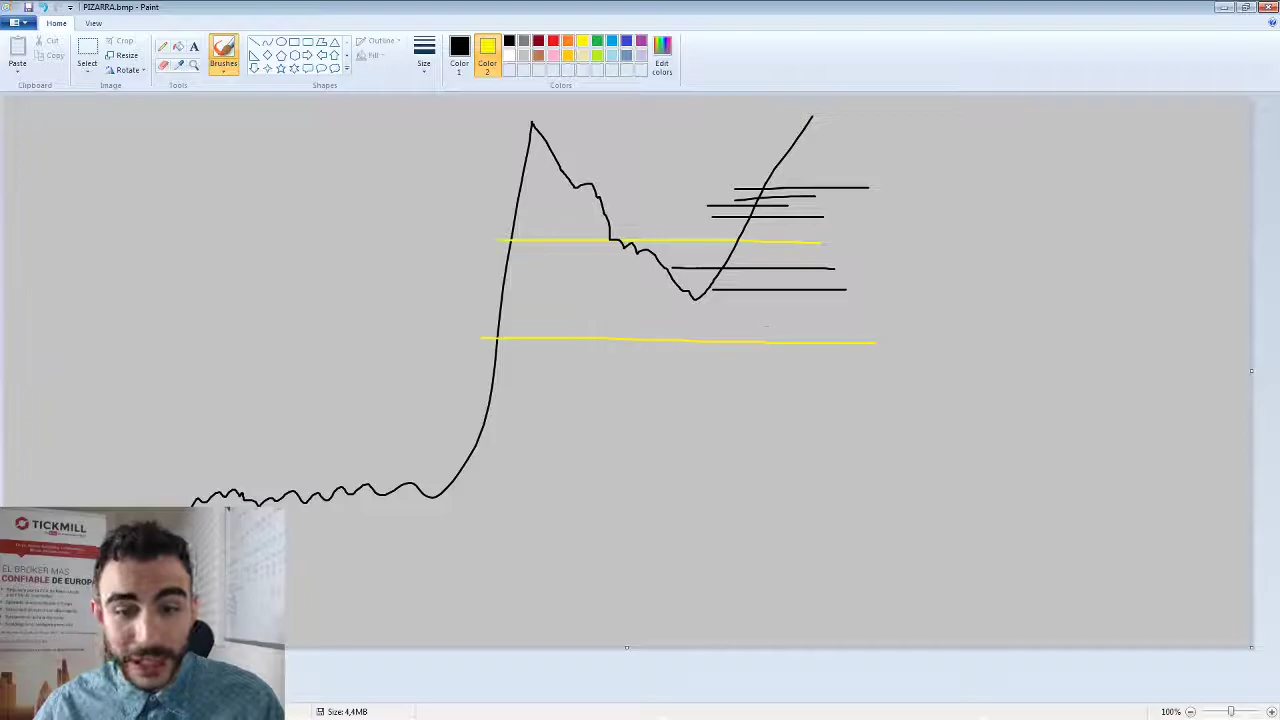 PIZARRA.bmp - Paint
Home View
Paste
Cut
Copy
Clipboard
Select
Crop
Resize
Rotate
Image
A
Tools
Brushes
Outline
Fill
Shapes
Size
Color 1
Color 2
Edit colors
Colors
TICKMILL
EL BROKER MAS
CONFIABLE DE EUROPA
Size: 4,4MB
100%